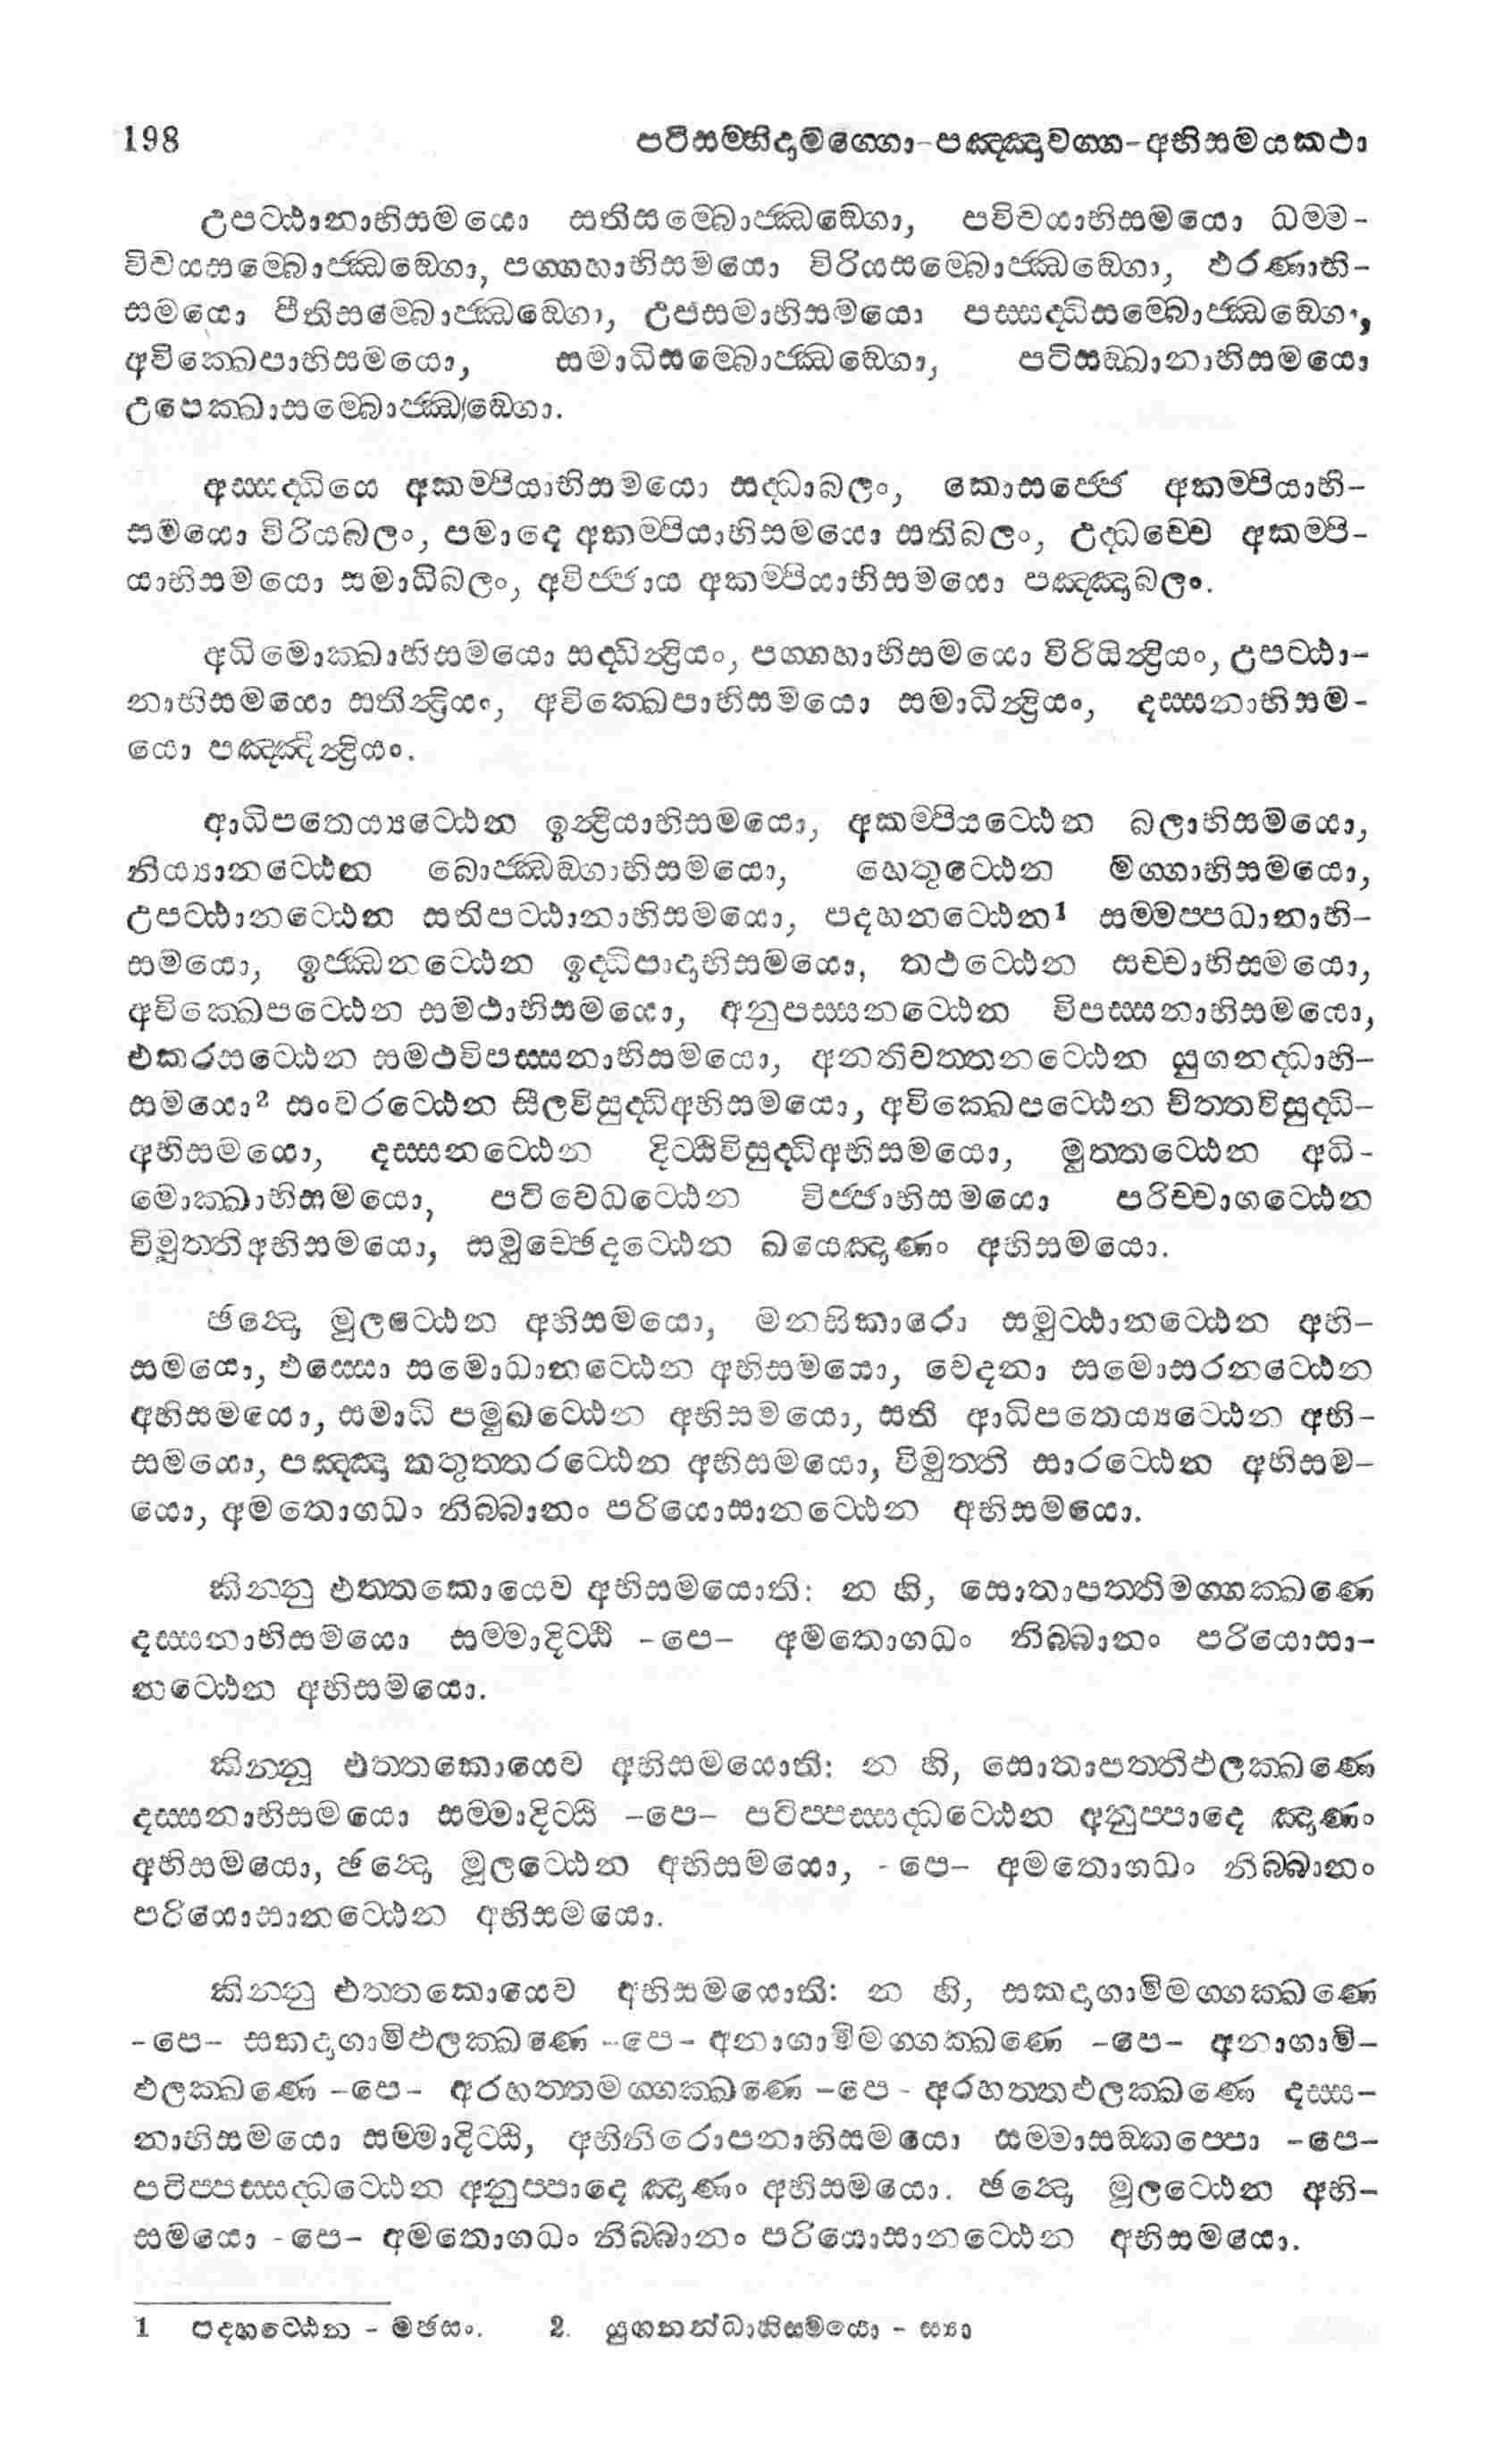 198 පටිසම්භිදාමග්ගො-පඤ්ඤාවග්ග-අභිසමයකථා
උපට්ඨානාභිසමයො සතිසම්බොජ්ඣඞ්ගො, පවිචයාභිසමයො ධම්ම-
විචයසම්බොජ්ඣඞ්ගො, පග්ගහාභිසමයො විරියසම්බොජ්ඣඞ්ගො, ඵරණාභි-
සමයො පීතිසම්බොජ්ඣඞ්ගො, උපසමාභිසමයො පස්සද්ධිසම්බොජ්ඣඞ්ගො,
අවික්ඛෙපාභිසමයො, සමාධිසම්බොජ්ඣඞ්ගො, පටිසඞ්ඛානාභිසමයො
උපෙක්ඛාසම්බොජ්ඣඞ්ගො.
අස්සද්ධියෙ අකම්පියාභිසමයො සද්ධාබලං, කොසජ්ජෙ අකම්පියාභි-
සමයො විරියබලං, පමාදෙ අකම්පියාභිසමයො සතිබලං, උද්ධච්චෙ අකම්පි-
යාභිසමයො සමාධිබලං, අවිජ්ජාය අකම්පියාභිසමයො පඤ්ඤාබලං.
අධිමොක්ඛාභිසමයො සද්ධින්ද්‍රියං, පග්ගහාභිසමයො විරියින්ද්‍රියං, උපට්ඨා-
නාභිසමයො සතින්ද්‍රියං, අවික්ඛෙපාභිසමයො සමාධින්ද්‍රියං, දස්සනාභිසම-
යො පඤ්ඤින්ද්‍රියං.
ආධිපතෙය්‍යට්ඨෙන ඉන්ද්‍රියාභිසමයො, අකම්පියට්ඨෙන බලාභිසමයො,
නිය්‍යානට්ඨෙන බොජ්ඣඞ්ගාභිසමයො, හෙතුට්ඨෙන මග්ගාභිසමයො,
උපට්ඨානට්ඨෙන සතිපට්ඨානාභිසමයො, පදහනට්ඨෙන¹ සම්මප්පධානාභි-
සමයො, ඉජ්ඣනට්ඨෙන ඉද්ධිපාදාභිසමයො, තථට්ඨෙන සච්චාභිසමයො,
අවික්ඛෙපට්ඨෙන සමථාභිසමයො, අනුපස්සනට්ඨෙන විපස්සනාභිසමයො,
එකරසට්ඨෙන සමථවිපස්සනාභිසමයො, අනතිවත්තනට්ඨෙන යුගනද්ධාභි-
සමයො² සංවරට්ඨෙන සීලවිසුද්ධිඅභිසමයො, අවික්ඛෙපට්ඨෙන චිත්තවිසුද්ධි-
අභිසමයො, දස්සනට්ඨෙන දිට්ඨිවිසුද්ධිඅභිසමයො, මුත්තට්ඨෙන අධි-
මොක්ඛාභිසමයො, පටිවෙධට්ඨෙන විජ්ජාභිසමයො පරිච්චාගට්ඨෙන
විමුත්තිඅභිසමයො, සමුච්ඡෙදට්ඨෙන ඛයෙඤාණං අභිසමයො.
ඡන්දො මූලට්ඨෙන අභිසමයො, මනසිකාරො සමුට්ඨානට්ඨෙන අභි-
සමයො, ඵස්සො සමොධානට්ඨෙන අභිසමයො, වෙදනා සමොසරනට්ඨෙන
අභිසමයො, සමාධි පමුඛට්ඨෙන අභිසමයො, සති ආධිපතෙය්‍යට්ඨෙන අභි-
සමයො, පඤ්ඤා තතුත්තරට්ඨෙන අභිසමයො, විමුත්ති සාරට්ඨෙන අභිසම-
යො, අමතොගධං නිබ්බානං පරියොසානට්ඨෙන අභිසමයො.
කින්නු එත්තකොයෙව අභිසමයොති: න හි, සොතාපත්තිමග්ගක්ඛණෙ
දස්සනාභිසමයො සම්මාදිට්ඨි -පෙ- අමතොගධං නිබ්බානං පරියොසා-
නට්ඨෙන අභිසමයො.
කින්නු එත්තකොයෙව අභිසමයොති: න හි, සොතාපත්තිඵලක්ඛණෙ
දස්සනාභිසමයො සම්මාදිට්ඨි -පෙ- පටිප්පස්සද්ධට්ඨෙන අනුප්පාදෙ ඤාණං
අභිසමයො, ඡන්දො මූලට්ඨෙන අභිසමයො, -පෙ- අමතොගධං නිබ්බානං
පරියොසානට්ඨෙන අභිසමයො.
කින්නු එත්තකොයෙව අභිසමයොති: න හි, සකදාගාමිමග්ගක්ඛණෙ
-පෙ- සකදාගාමිඵලක්ඛණෙ -පෙ- අනාගාමිමග්ගක්ඛණෙ -පෙ- අනාගාමි-
ඵලක්ඛණෙ -පෙ- අරහත්තමග්ගක්ඛණෙ -පෙ- අරහත්තඵලක්ඛණෙ දස්ස-
නාභිසමයො සම්මාදිට්ඨි, අභිනිරොපනාභිසමයො සම්මාසඞ්කප්පො -පෙ-
පටිප්පස්සද්ධට්ඨෙන අනුප්පාදෙ ඤාණං අභිසමයො. ඡන්දො මූලට්ඨෙන අභි-
සමයො -පෙ- අමතොගධං නිබ්බානං පරියොසානට්ඨෙන අභිසමයො.
1 පදහට්ඨෙන - මඡසං. 2. යුගනන්ධාභිසමයො - ස්‍යා